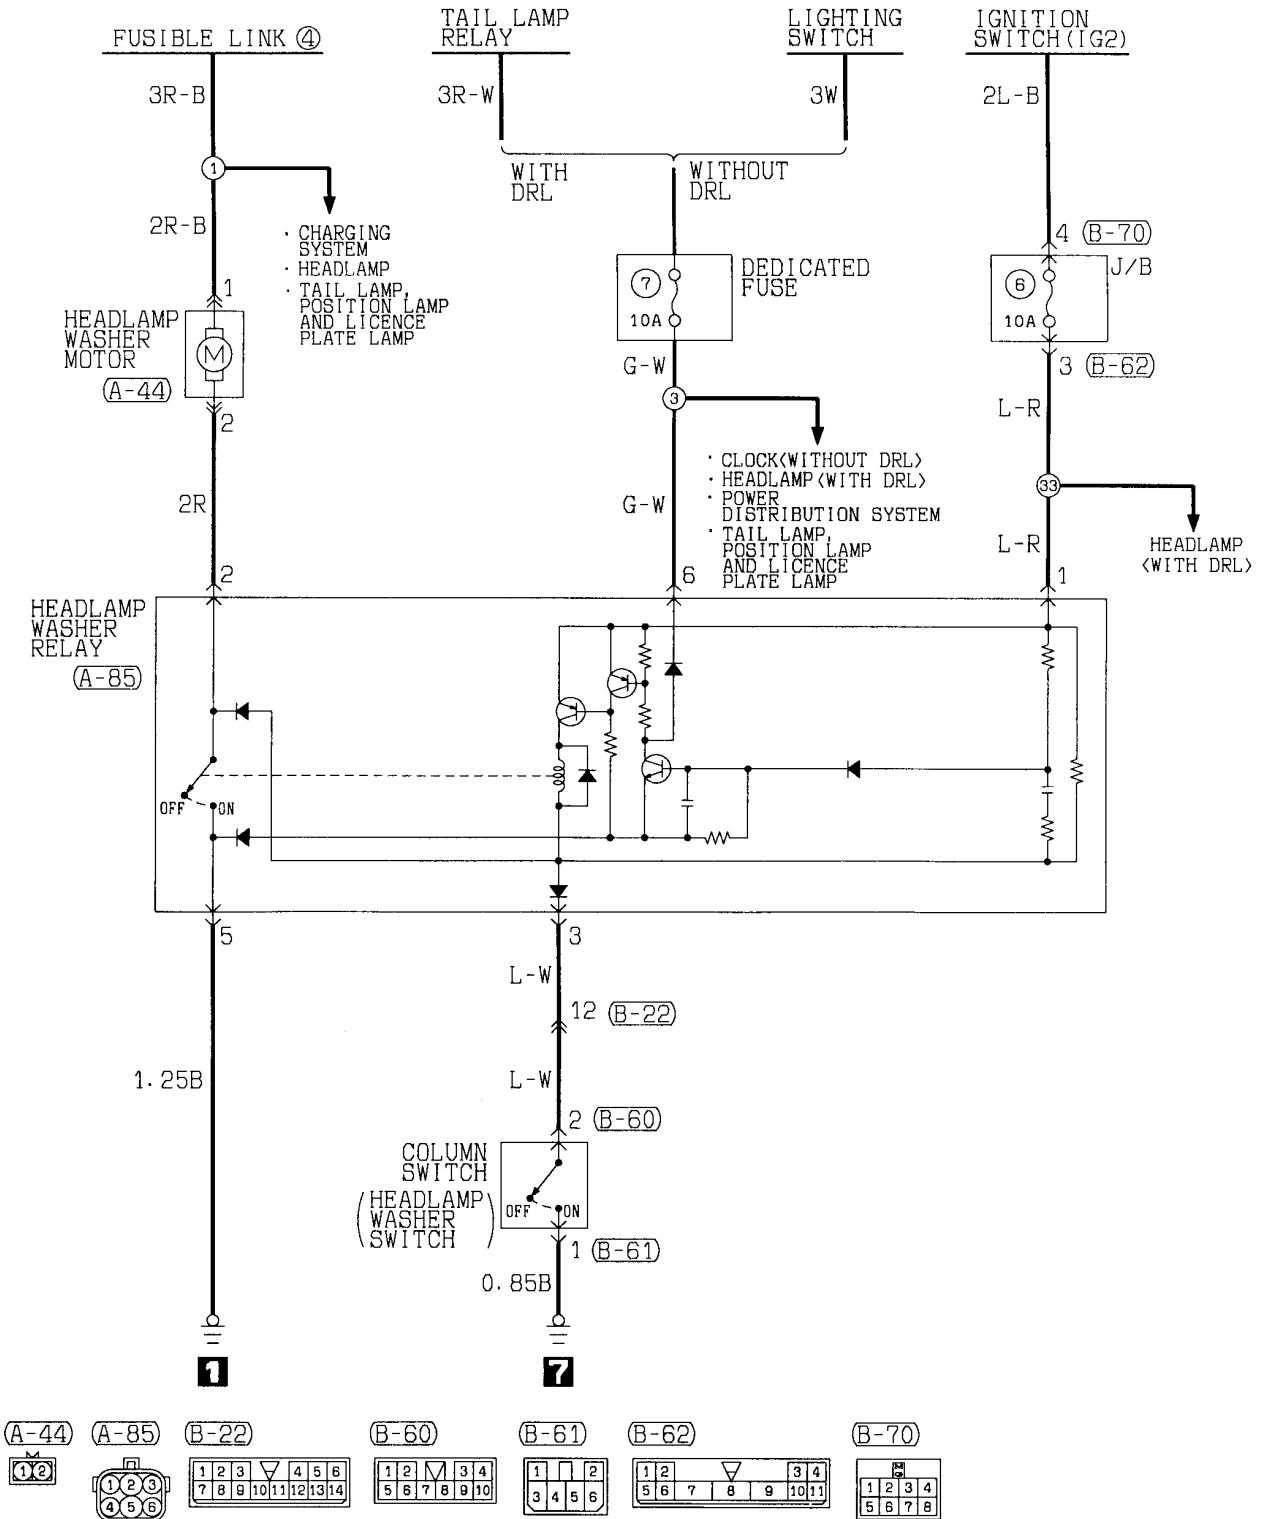 FUSIBLE LINK ④
TAIL LAMP
RELAY
LIGHTING
SWITCH
IGNITION
SWITCH(IG2)
3R-B
3R-W
3W
2L-B
1
WITH
DRL
WITHOUT
DRL
2R-B
· CHARGING
SYSTEM
· HEADLAMP
· TAIL LAMP,
POSITION LAMP
AND LICENCE
PLATE LAMP
4 (B-70)
J/B
7
10A
DEDICATED
FUSE
6
10A
1
HEADLAMP
WASHER
MOTOR
(A-44)
M
2
G-W
3 (B-62)
3
L-R
· CLOCK<WITHOUT DRL>
· HEADLAMP<WITH DRL>
· POWER
DISTRIBUTION SYSTEM
· TAIL LAMP,
POSITION LAMP
AND LICENCE
PLATE LAMP
33
2R
G-W
L-R
HEADLAMP
<WITH DRL>
2
6
1
HEADLAMP
WASHER
RELAY
(A-85)
OFF
ON
5
3
L-W
12 (B-22)
1.25B
L-W
2 (B-60)
COLUMN
SWITCH
(HEADLAMP
WASHER
SWITCH)
OFF
ON
1 (B-61)
0.85B
1
7
(A-44)
(A-85)
(B-22)
(B-60)
(B-61)
(B-62)
(B-70)
1 2
1 2 3
4 5 6
1 2 3 4 5 6
7 8 9 10 11 12 13 14
1 2 3 4
5 6 7 8 9 10
1 2
3 4 5 6
1 2 3 4
5 6 7 8 9 10 11
1 2 3 4
5 6 7 8